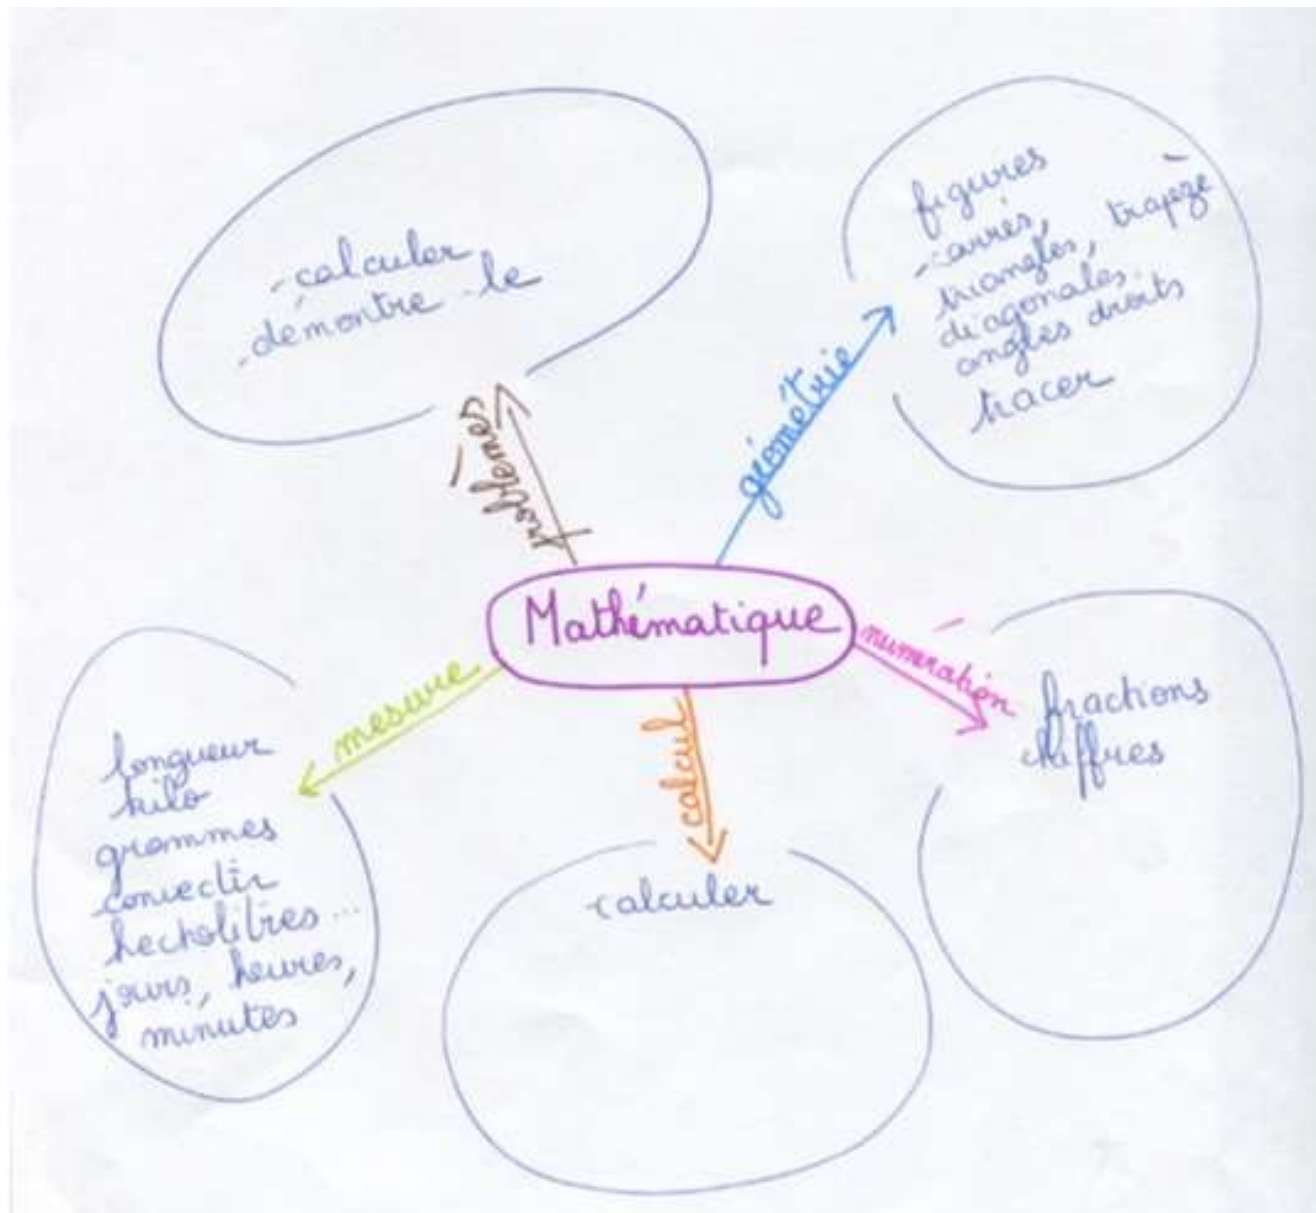 calculer
démontre-le
problèmes
géométrie
figures
carrés,
triangles, trapèze
diagonales
angles droits
tracer
Mathématique
numération
fractions
chiffres
mesure
longueur
kilo
grammes
convectir
hectolitres...
jours, heures,
minutes
calcul
calculer